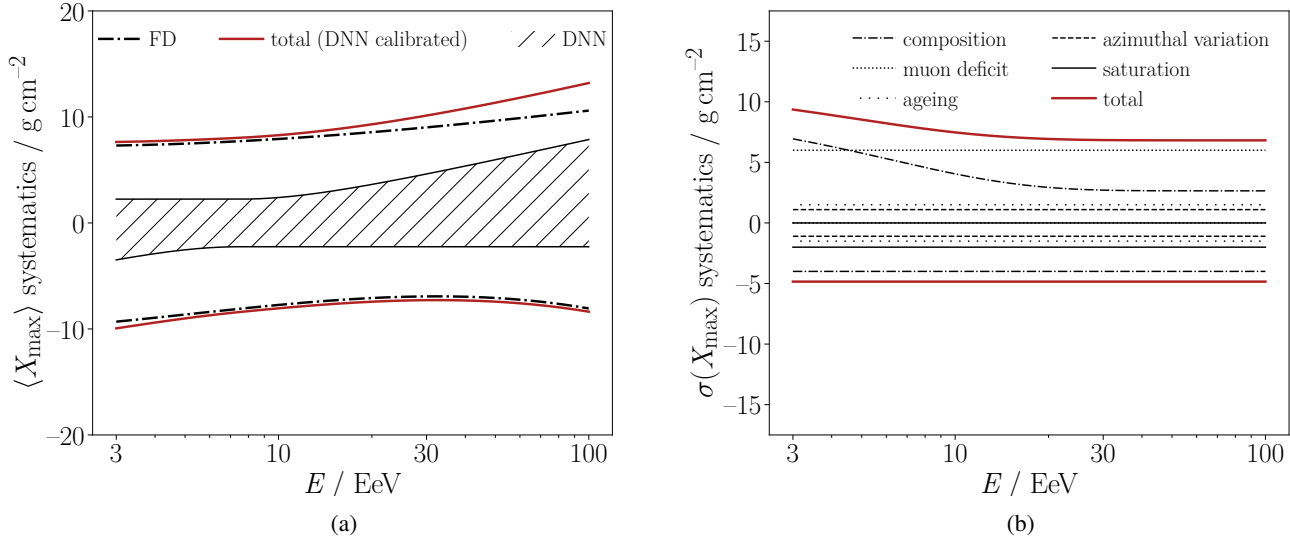 20
10
0
−10
−20
⟨X_max⟩ systematics / g cm⁻²
FD
total (DNN calibrated)
DNN
3
10
30
100
E / EeV
(a)
15
10
5
0
−5
−10
−15
σ(X_max) systematics / g cm⁻²
composition
muon deficit
ageing
azimuthal variation
saturation
total
3
10
30
100
E / EeV
(b)